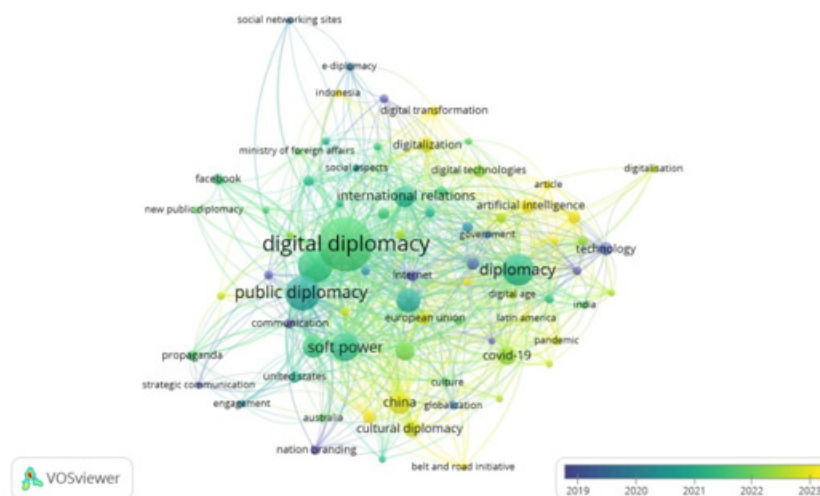 social networking sites
e-diplomacy
indonesia
digital transformation
ministry of foreign affairs
digitalization
social aspects
digital technologies
digitalisation
facebook
article
international relations
artificial intelligence
new public diplomacy
government
digital diplomacy
technology
internet
diplomacy
public diplomacy
digital age
india
communication
european union
latin america
soft power
pandemic
propaganda
covid-19
united states
strategic communication
culture
engagement
china
globalization
australia
cultural diplomacy
nation branding
belt and road initiative
VOSviewer
2019 2020 2021 2022 2023